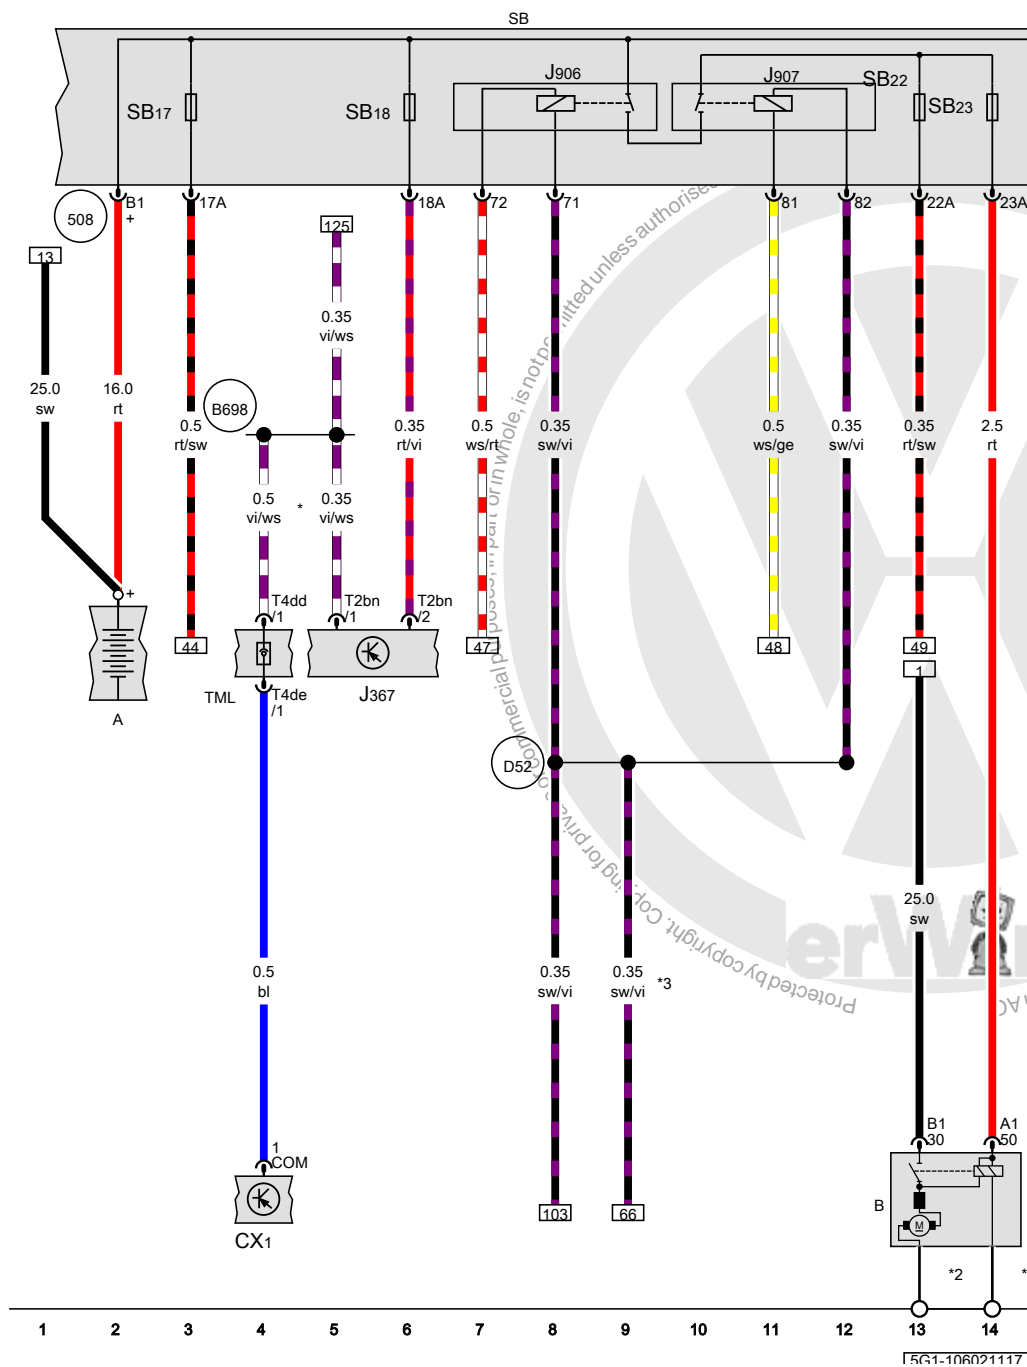 SB
J906
J907
SB22
SB17
SB18
SB23
508
B1
+
17A
18A
72
71
81
82
22A
23A
125
13
0.35
vi/ws
25.0
sw
16.0
rt
B698
0.5
rt/sw
0.35
rt/vi
0.5
ws/rt
0.35
sw/vi
0.5
ws/ge
0.35
sw/vi
0.35
rt/sw
2.5
rt
0.5
vi/ws
*
0.35
vi/ws
+
T4dd
/1
T2bn
/1
T2bn
/2
44
47
48
49
1
A
TML
T4de
/1
J367
D52
25.0
sw
0.5
bl
0.35
sw/vi
0.35
sw/vi
*3
1
COM
CX1
103
66
B1
30
A1
50
B
M
*2
*
1 2 3 4 5 6 7 8 9 10 11 12 13 14
5G1-106021117
Protected by copyright. Copying for private or commercial purposes, in part or in whole, is not permitted unless authorised
erWin
AG